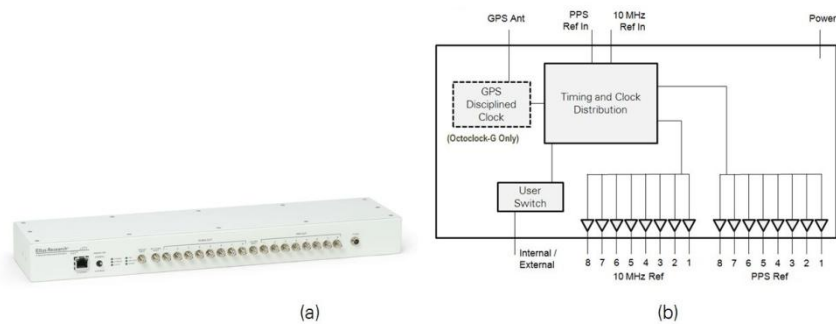 GPS Ant
PPS
Ref In
10 MHz
Ref In
Power
GPS
Disciplined
Clock
(Octoclock-G Only)
Timing and Clock
Distribution
User
Switch
Internal /
External
8 7 6 5 4 3 2 1
10 MHz Ref
8 7 6 5 4 3 2 1
PPS Ref
(a)
(b)